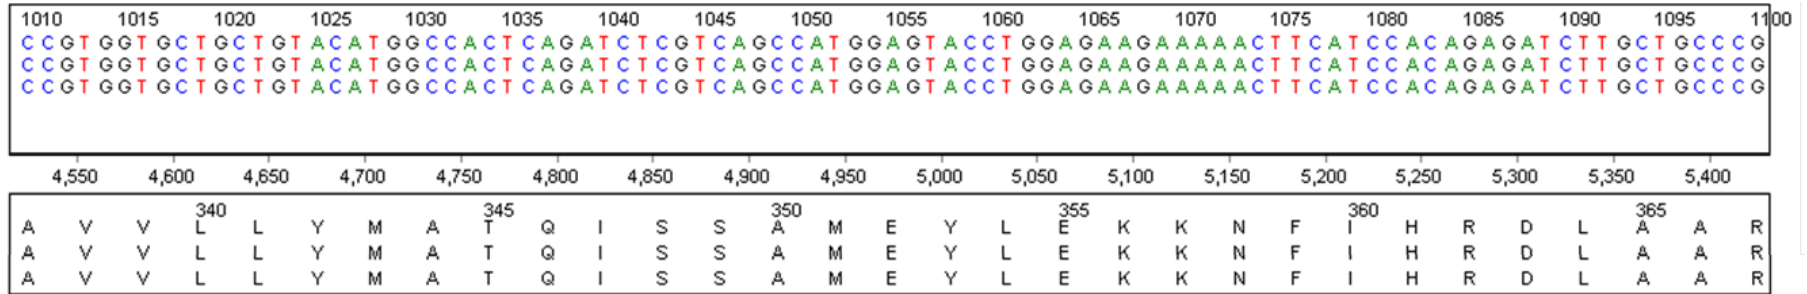 1010 1015 1020 1025 1030 1035 1040 1045 1050 1055 1060 1065 1070 1075 1080 1085 1090 1095 1100
C C G T G G T G C T G C T G T A C A T G G C C A C T C A G A T C T C G T C A G C C A T G G A G T A C C T G G A G A A G A A A A A C T T C A T C C A C A G A G A T C T T G C T G C C C G
C C G T G G T G C T G C T G T A C A T G G C C A C T C A G A T C T C G T C A G C C A T G G A G T A C C T G G A G A A G A A A A A C T T C A T C C A C A G A G A T C T T G C T G C C C G
C C G T G G T G C T G C T G T A C A T G G C C A C T C A G A T C T C G T C A G C C A T G G A G T A C C T G G A G A A G A A A A A C T T C A T C C A C A G A G A T C T T G C T G C C C G
4,550 4,600 4,650 4,700 4,750 4,800 4,850 4,900 4,950 5,000 5,050 5,100 5,150 5,200 5,250 5,300 5,350 5,400
340 345 350 355 360 365
A V V L L Y M A T Q I S S A M E Y L E K K N F I H R D L A A R
A V V L L Y M A T Q I S S A M E Y L E K K N F I H R D L A A R
A V V L L Y M A T Q I S S A M E Y L E K K N F I H R D L A A R